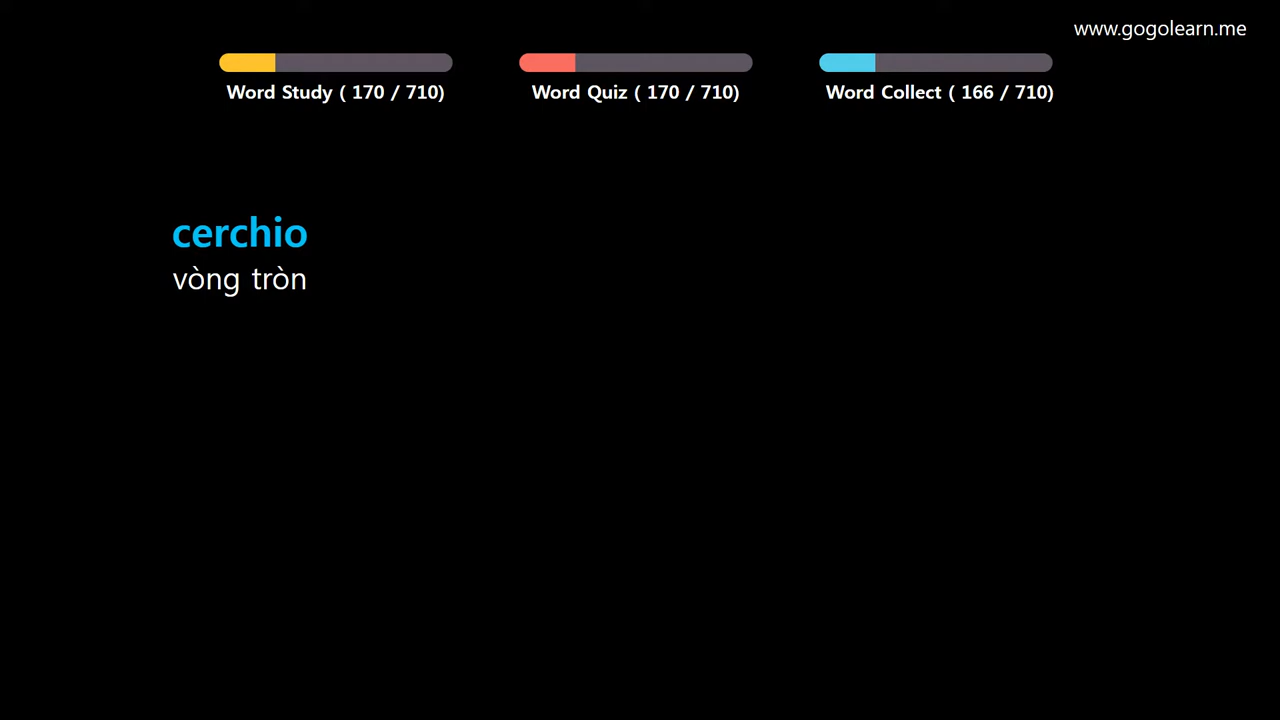 www.gogolearn.me
Word Study ( 170 / 710)
Word Quiz ( 170 / 710)
Word Collect ( 166 / 710)
cerchio
vòng tròn